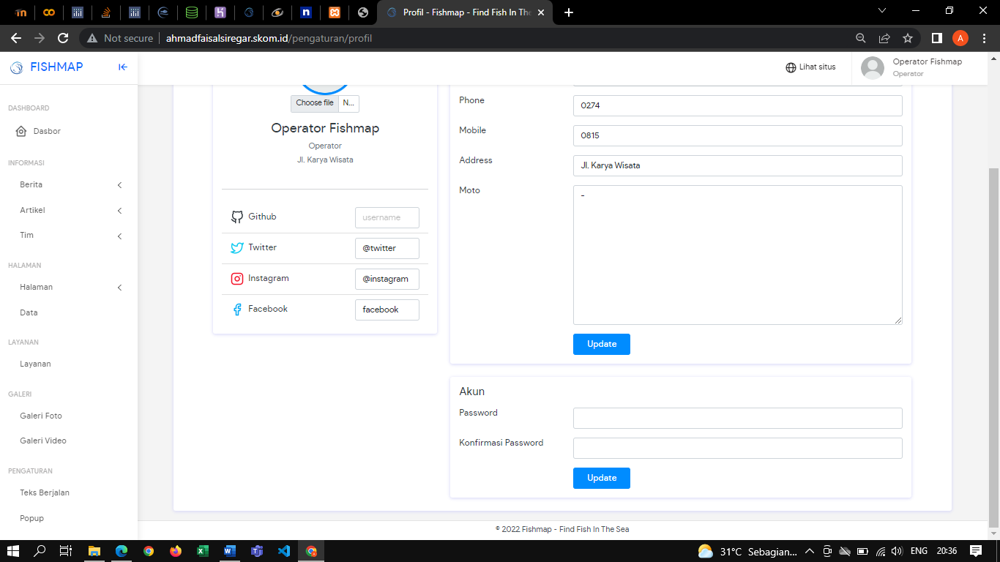 Profil - Fishmap - Find Fish In The
Not secure
ahmadfaisalsiregar.skom.id/pengaturan/profil
A
FISHMAP
Lihat situs
Operator Fishmap
Operator
DASHBOARD
Dasbor
INFORMASI
Berita
Artikel
Tim
HALAMAN
Halaman
Data
LAYANAN
Layanan
GALERI
Galeri Foto
Galeri Video
PENGATURAN
Teks Berjalan
Popup
Choose file N...
Operator Fishmap
Operator
Jl. Karya Wisata
Github username
Twitter @twitter
Instagram @instagram
Facebook facebook
Phone 0274
Mobile 0815
Address Jl. Karya Wisata
Moto -
Update
Akun
Password
Konfirmasi Password
Update
© 2022 Fishmap - Find Fish In The Sea
31°C Sebagian... ENG 20:36